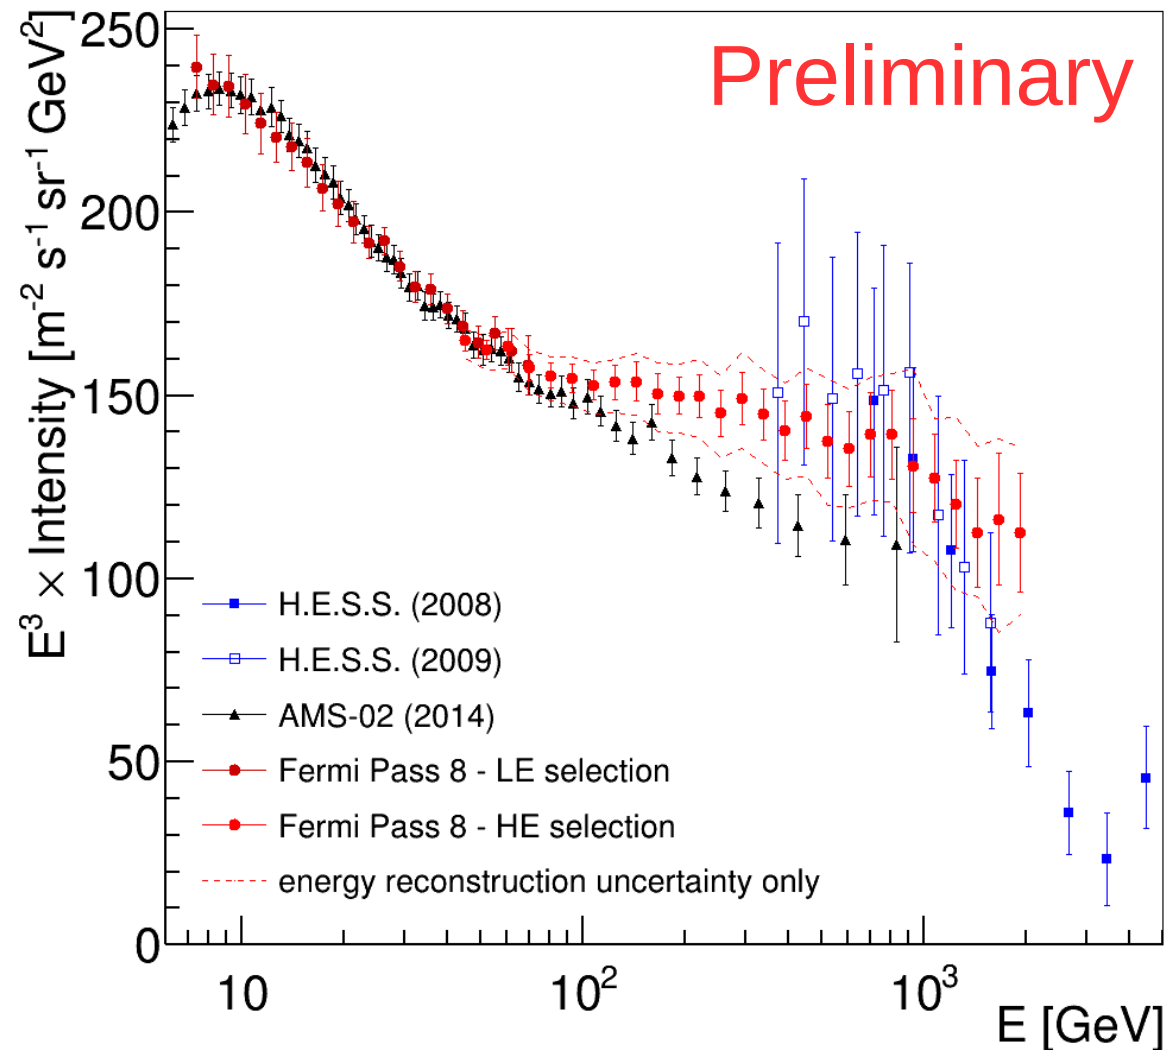 Preliminary
E³ × Intensity [m⁻² s⁻¹ sr⁻¹ GeV²]
250
200
150
100
50
0
H.E.S.S. (2008)
H.E.S.S. (2009)
AMS-02 (2014)
Fermi Pass 8 - LE selection
Fermi Pass 8 - HE selection
energy reconstruction uncertainty only
10
10²
10³
E [GeV]